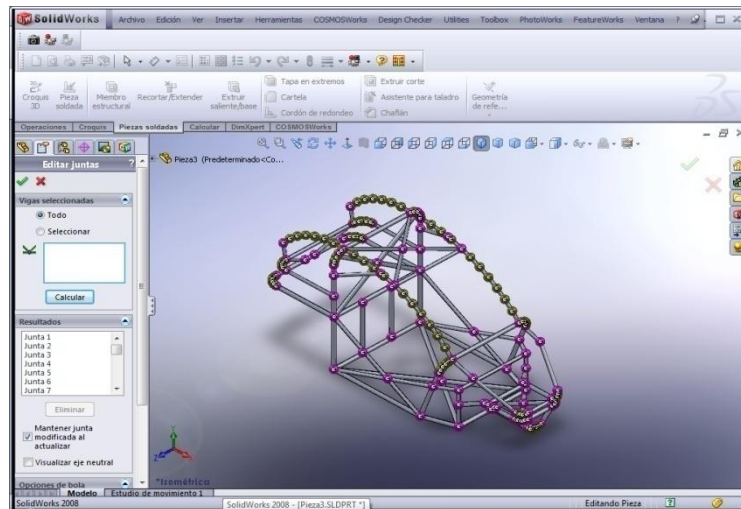 SolidWorks Archivo Edición Ver Insertar Herramientas COSMOSWorks Design Checker Utilities Toolbox PhotoWorks FeatureWorks Ventana ?
Croquis 3D
Pieza soldada
Miembro estructural
Recortar/Extender
Extruir saliente/base
Tapa en extremos
Cartela
Cordón de redondeo
Extruir corte
Asistente para taladro
Chaflán
Geometría de refe...
Operaciones Croquis Piezas soldadas Calcular DimXpert COSMOSWorks
Pieza3 (Predeterminado<Co...
Editar juntas ?
Vigas seleccionadas
Todo
Seleccionar
Calcular
Resultados
Junta 1
Junta 2
Junta 3
Junta 4
Junta 5
Junta 6
Junta 7
Eliminar
Mantener junta
modificada al
actualizar
Visualizar eje neutral
Opciones de bola
*Isométrica
Modelo Estudio de movimiento 1
SolidWorks 2008
SolidWorks 2008 - [Pieza3.SLDPRT *]
Editando Pieza